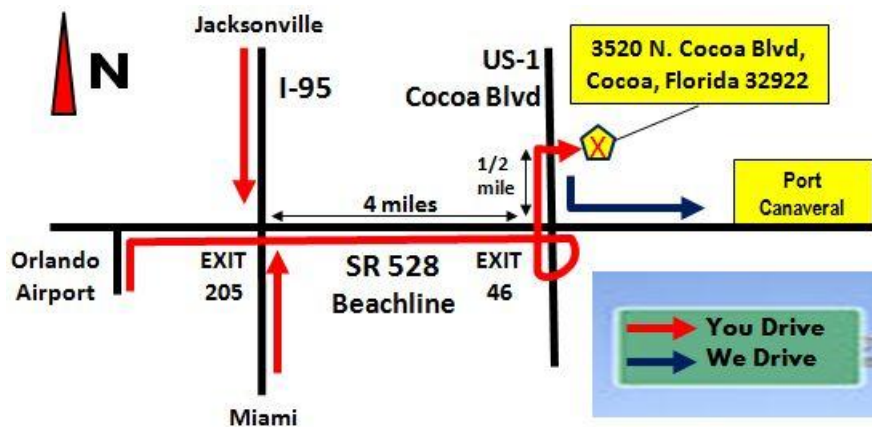 Jacksonville
N
I-95
US-1
Cocoa Blvd
3520 N. Cocoa Blvd,
Cocoa, Florida 32922
1/2
mile
4 miles
Port
Canaveral
Orlando
Airport
EXIT
205
SR 528
Beachline
EXIT
46
X
You Drive
We Drive
Miami